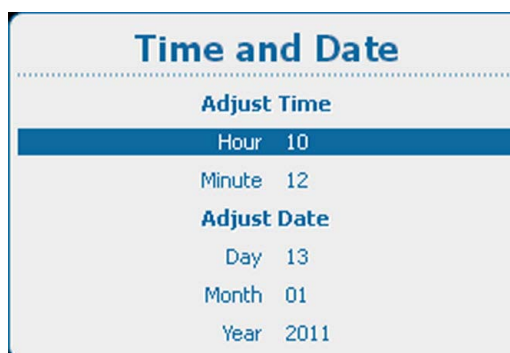 Time and Date
Adjust Time
Hour 10
Minute 12
Adjust Date
Day 13
Month 01
Year 2011